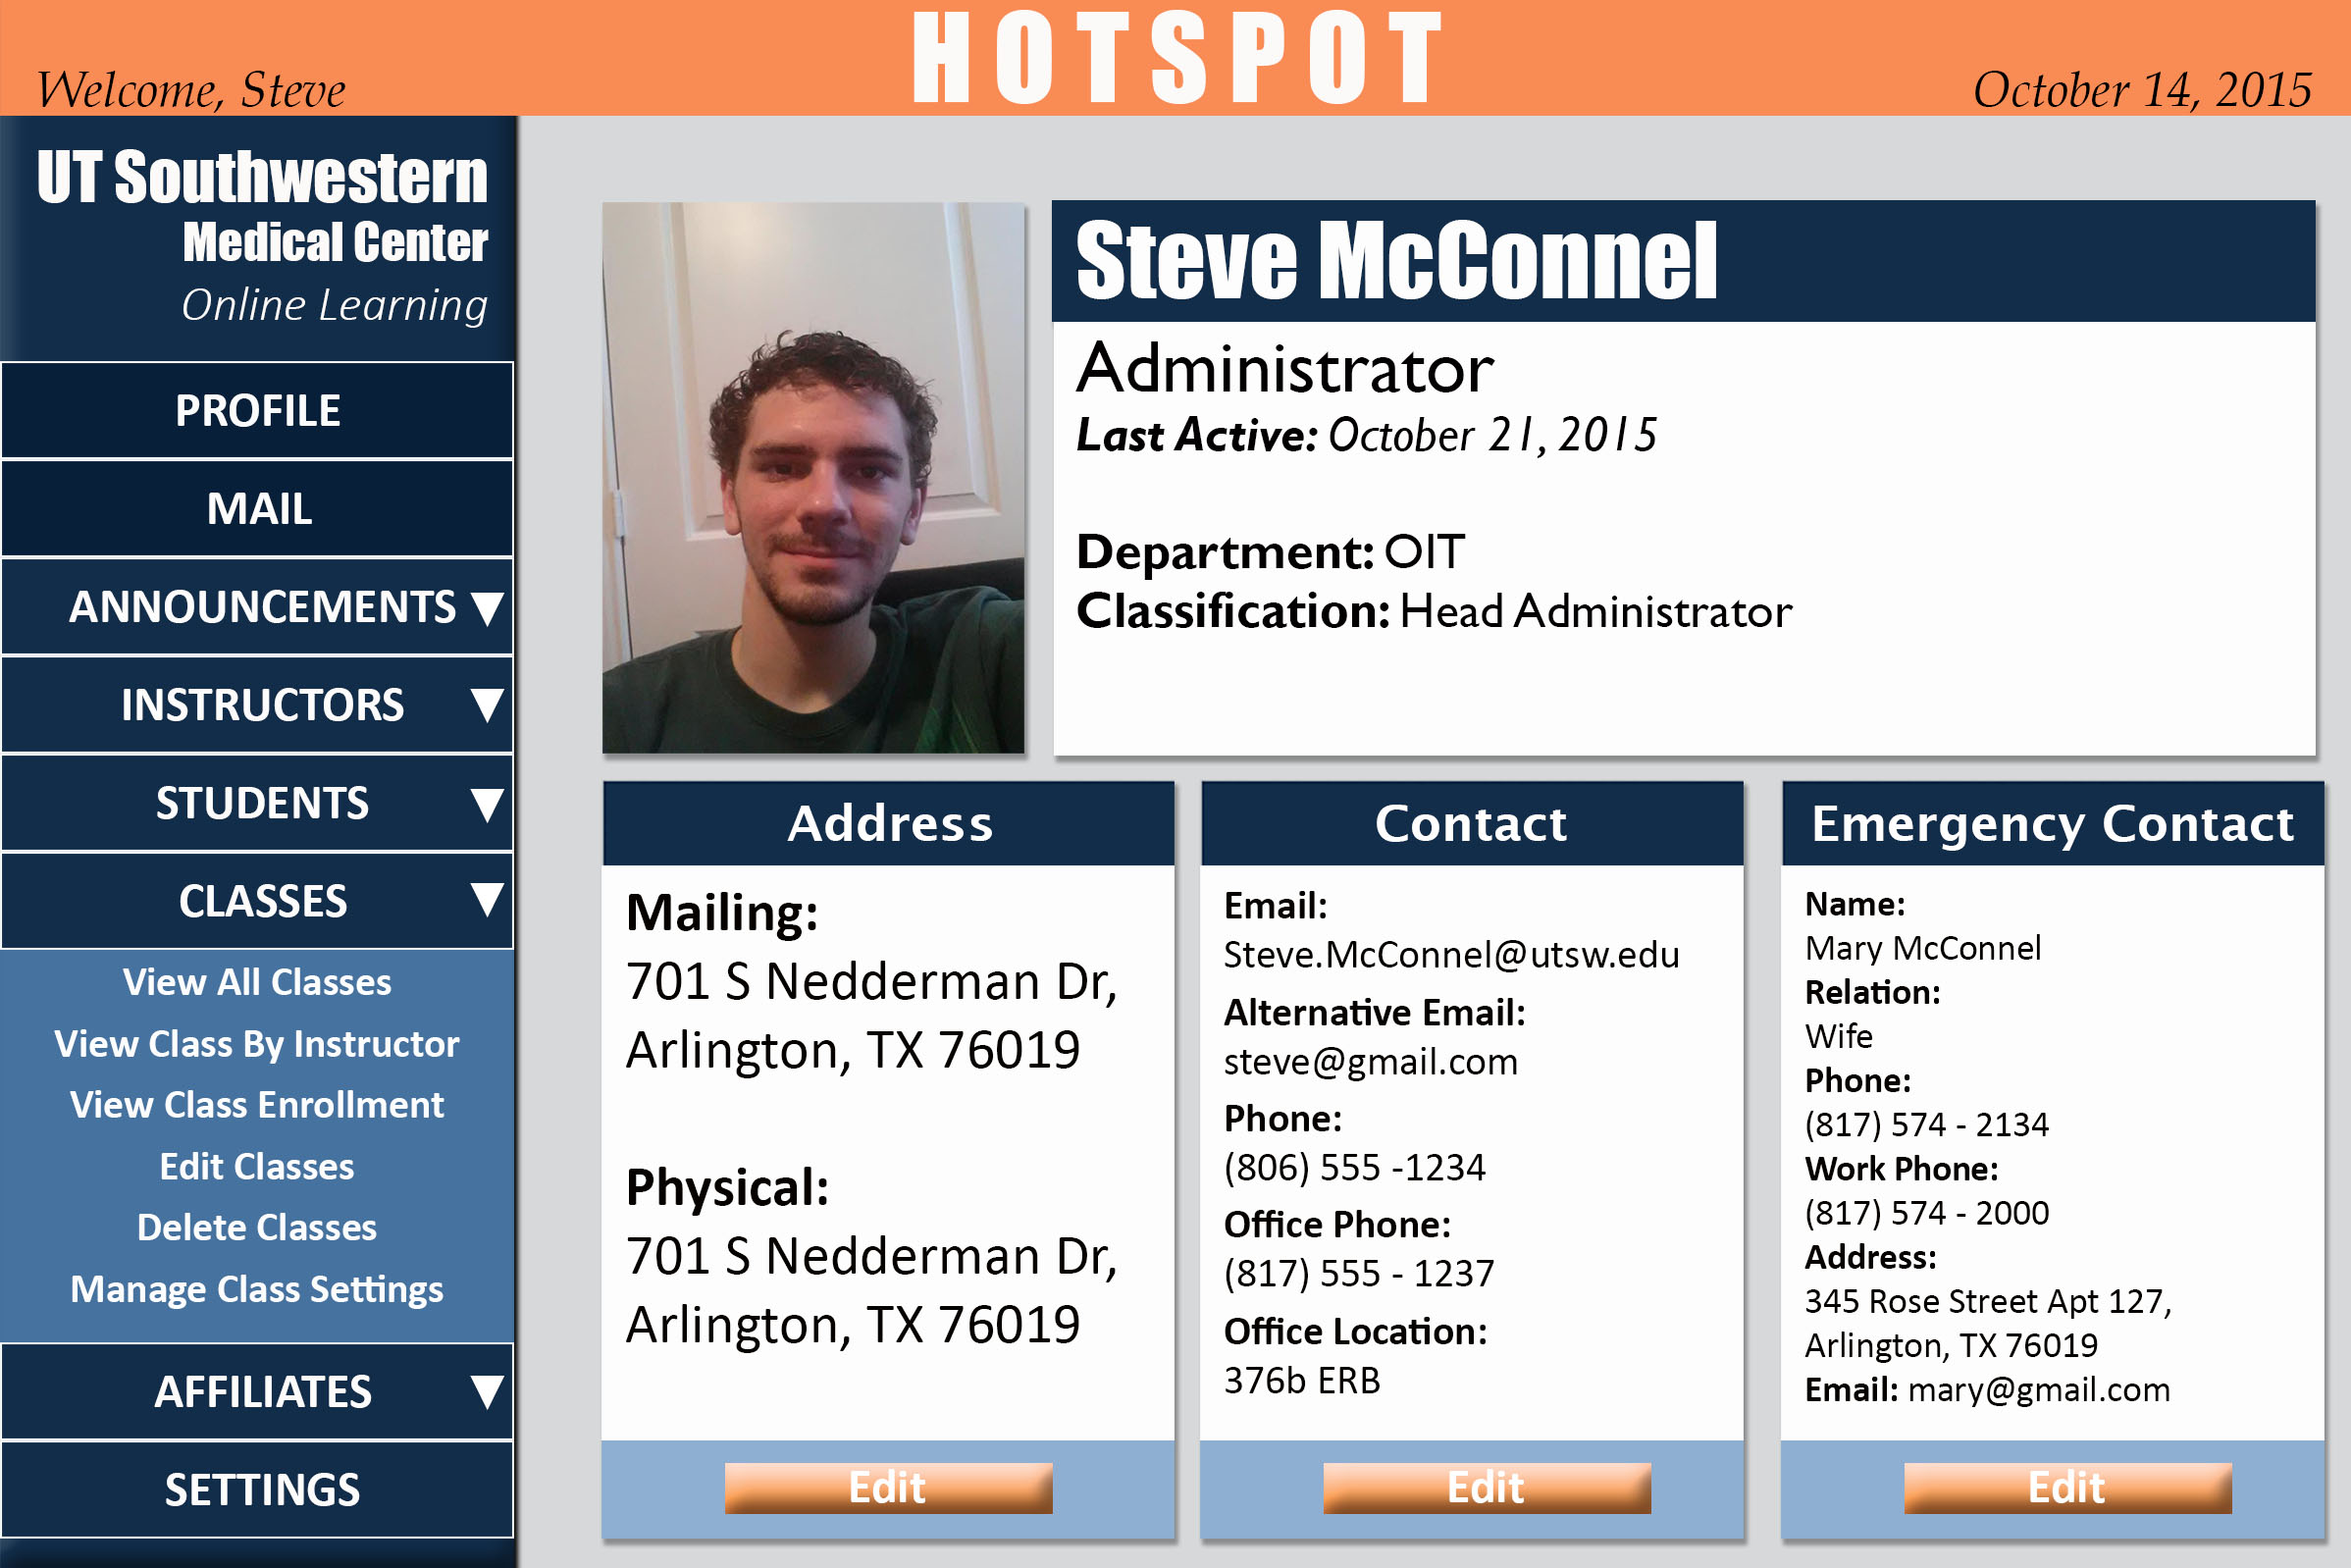 HOTSPOT
Welcome, Steve
October 14, 2015
UT Southwestern
Medical Center
Online Learning
PROFILE
MAIL
ANNOUNCEMENTS ▼
INSTRUCTORS ▼
STUDENTS ▼
CLASSES ▼
View All Classes
View Class By Instructor
View Class Enrollment
Edit Classes
Delete Classes
Manage Class Settings
AFFILIATES ▼
SETTINGS
Steve McConnel
Administrator
Last Active: October 21, 2015
Department: OIT
Classification: Head Administrator
Address
Mailing:
701 S Nedderman Dr,
Arlington, TX 76019
Physical:
701 S Nedderman Dr,
Arlington, TX 76019
Edit
Contact
Email:
Steve.McConnel@utsw.edu
Alternative Email:
steve@gmail.com
Phone:
(806) 555 -1234
Office Phone:
(817) 555 - 1237
Office Location:
376b ERB
Edit
Emergency Contact
Name:
Mary McConnel
Relation:
Wife
Phone:
(817) 574 - 2134
Work Phone:
(817) 574 - 2000
Address:
345 Rose Street Apt 127,
Arlington, TX 76019
Email: mary@gmail.com
Edit